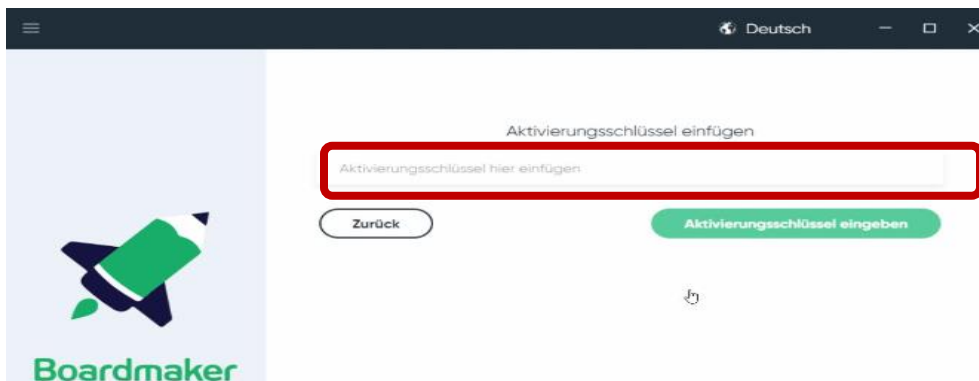 Deutsch
Aktivierungsschlüssel einfügen
Aktivierungsschlüssel hier einfügen
Zurück
Aktivierungsschlüssel eingeben
Boardmaker